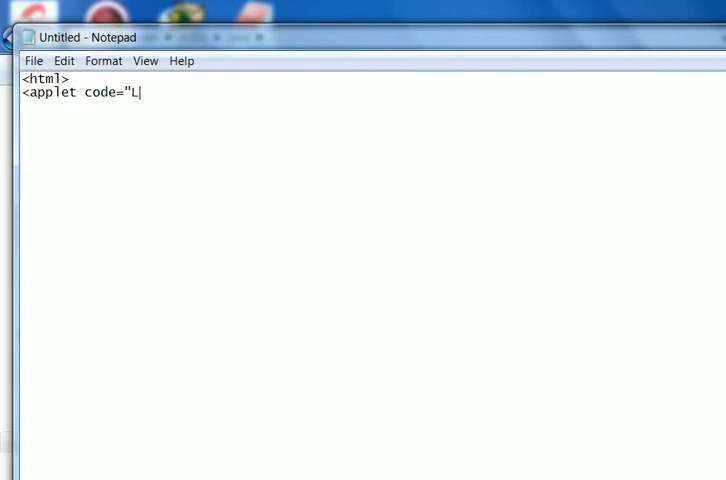 Untitled - Notepad
File Edit Format View Help
<html>
<applet code="L